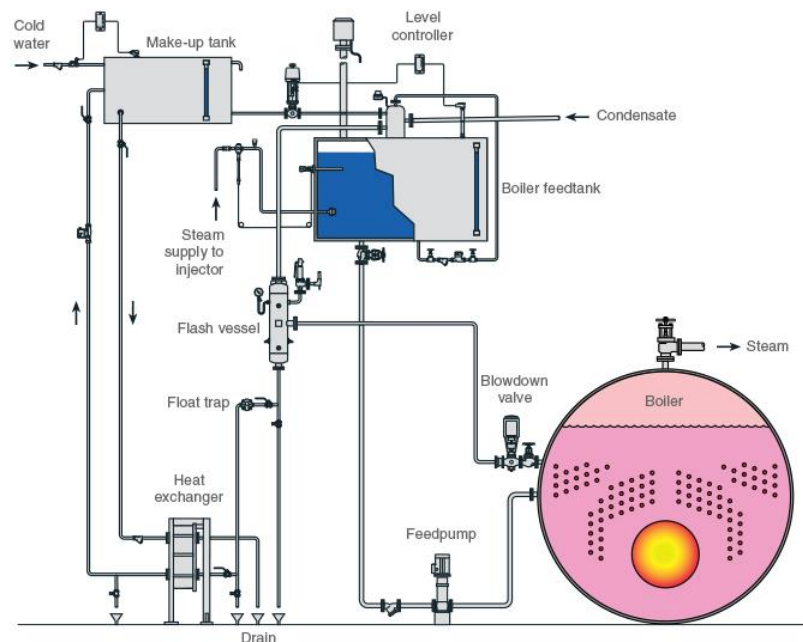 Cold
water
Make-up tank
Level
controller
Condensate
Boiler feedtank
Steam
supply to
injector
Flash vessel
Steam
Blowdown
valve
Boiler
Float trap
Heat
exchanger
Feedpump
Drain